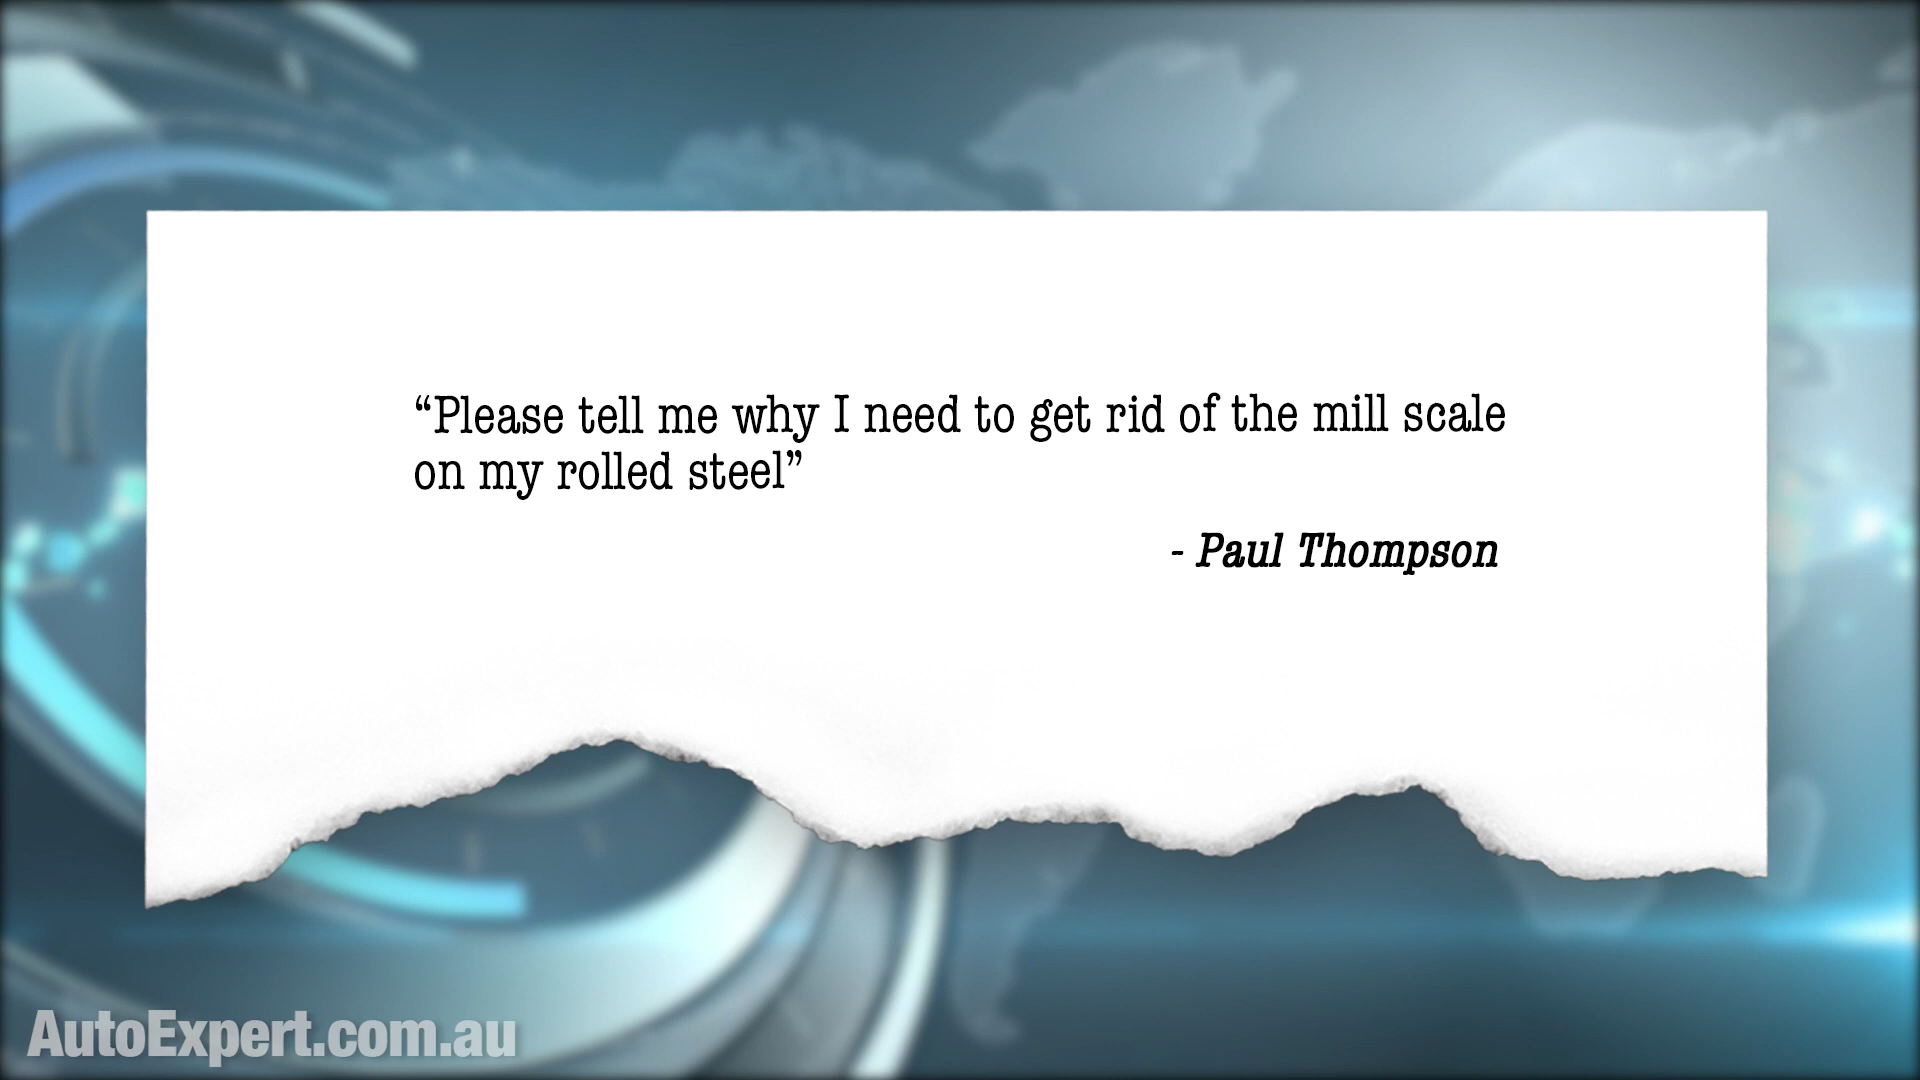 “Please tell me why I need to get rid of the mill scale
on my rolled steel”
- Paul Thompson
AutoExpert.com.au